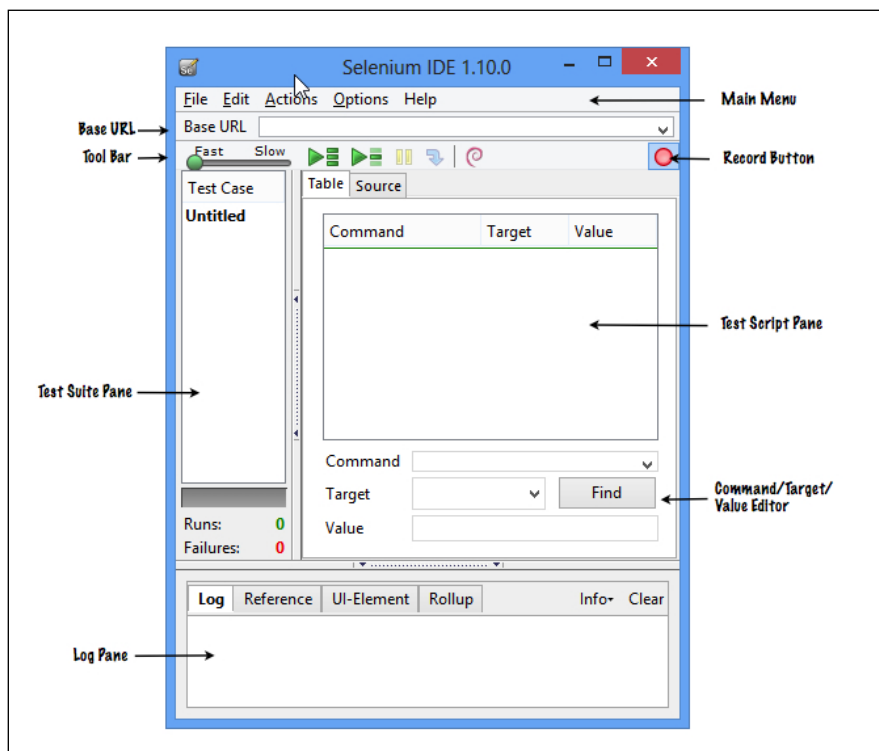 Selenium IDE 1.10.0
File Edit Actions Options Help
Main Menu
Base URL
Base URL
Tool Bar
Fast Slow
Record Button
Test Case
Table Source
Untitled
Command Target Value
Test Script Pane
Test Suite Pane
Command
Target
Find
Command/Target/
Value Editor
Value
Runs: 0
Failures: 0
Log Reference UI-Element Rollup Info Clear
Log Pane